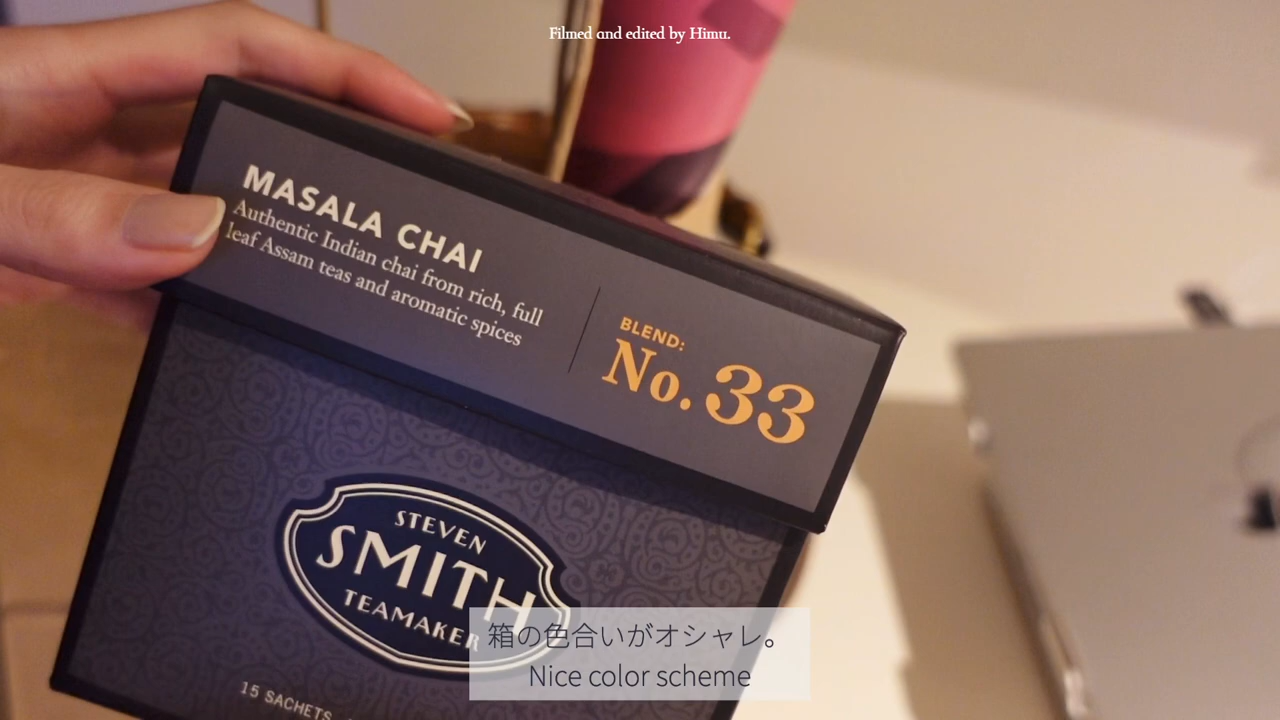 Filmed and edited by Himu.
MASALA CHAI
Authentic Indian chai from rich, full
leaf Assam teas and aromatic spices
BLEND:
No. 33
STEVEN
SMITH
TEAMAKER
15 SACHETS
箱の色合いがオシャレ。
Nice color scheme